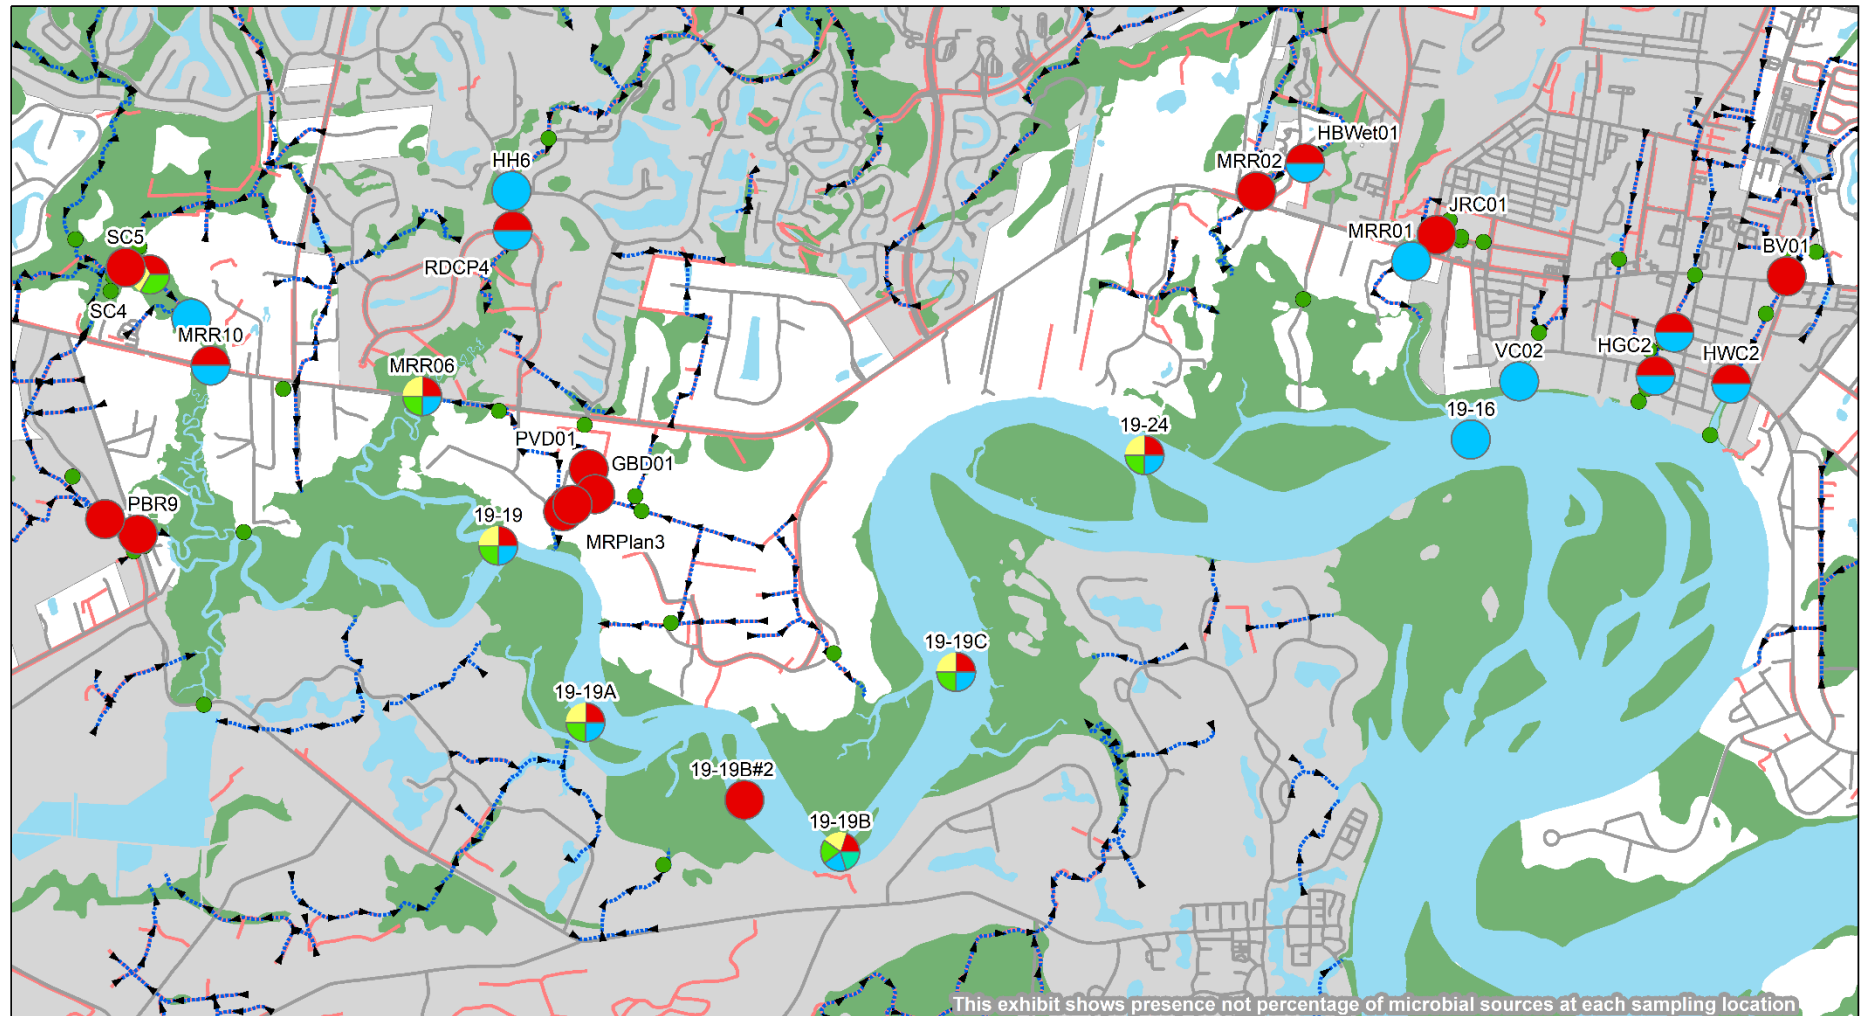 HBWet01
MRR02
HH6
JRC01
MRR01
SC5
BV01
RDCP4
SC4
MRR10
HGC2
VC02
HWC2
MRR06
19-16
19-24
PVD01
GBD01
PBR9
19-19
MRPlan3
19-19C
19-19A
19-19B#2
19-19B
This exhibit shows presence not percentage of microbial sources at each sampling location